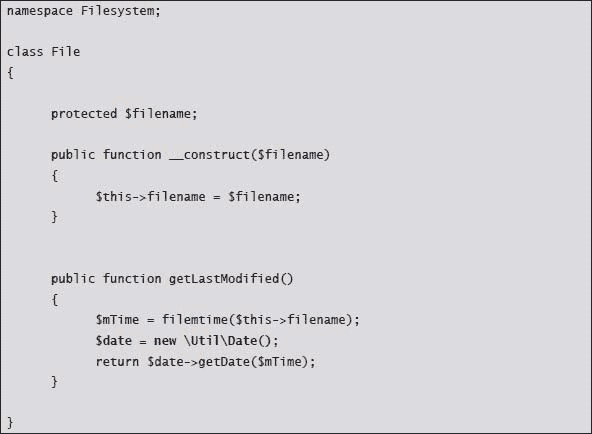 namespace Filesystem;
class File
{
protected $filename;
public function __construct($filename)
{
$this->filename = $filename;
}
public function getLastModified()
{
$mTime = filemtime($this->filename);
$date = new \Util\Date();
return $date->getDate($mTime);
}
}